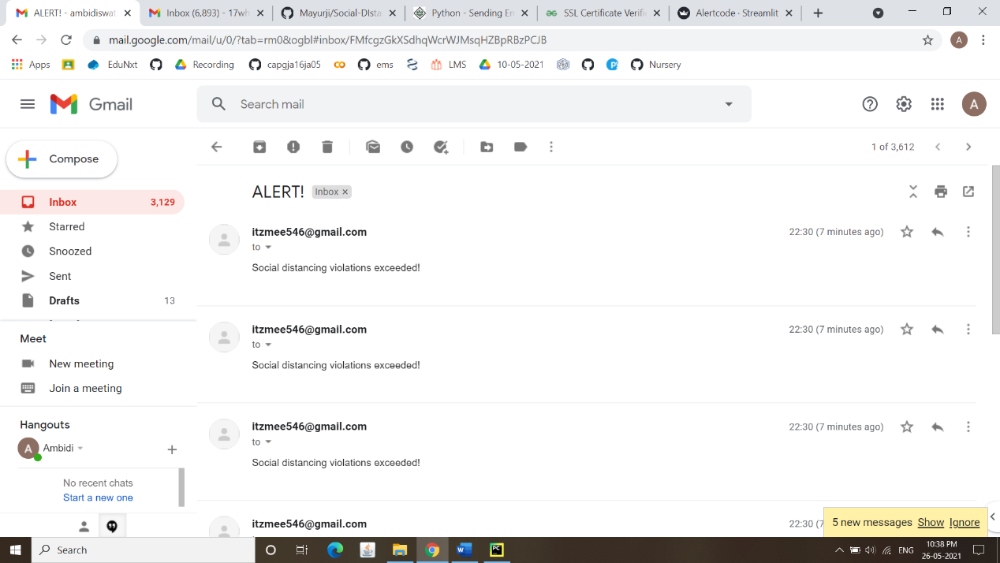 ALERT! - ambidiswat
Inbox (6,893) - 17wh
Mayurji/Social-DIsta
Python - Sending Em
SSL Certificate Verific
Alertcode · Streamlit
mail.google.com/mail/u/0/?tab=rm0&ogbl#inbox/FMfcgzGkXSdhqWcrWJMsqHZBpRBzPCJB
A
Apps
EduNxt
Recording
capgja16ja05
ems
LMS
10-05-2021
Nursery
Gmail
Search mail
A
Compose
1 of 3,612
ALERT!
Inbox ×
Inbox 3,129
Starred
Snoozed
Sent
Drafts 13
Meet
New meeting
Join a meeting
Hangouts
A
Ambidi
No recent chats
Start a new one
itzmee546@gmail.com
22:30 (7 minutes ago)
to
Social distancing violations exceeded!
itzmee546@gmail.com
22:30 (7 minutes ago)
to
Social distancing violations exceeded!
itzmee546@gmail.com
22:30 (7 minutes ago)
to
Social distancing violations exceeded!
itzmee546@gmail.com
22:30 (7
5 new messages Show Ignore
Search
W
PC
ENG
10:38 PM
26-05-2021